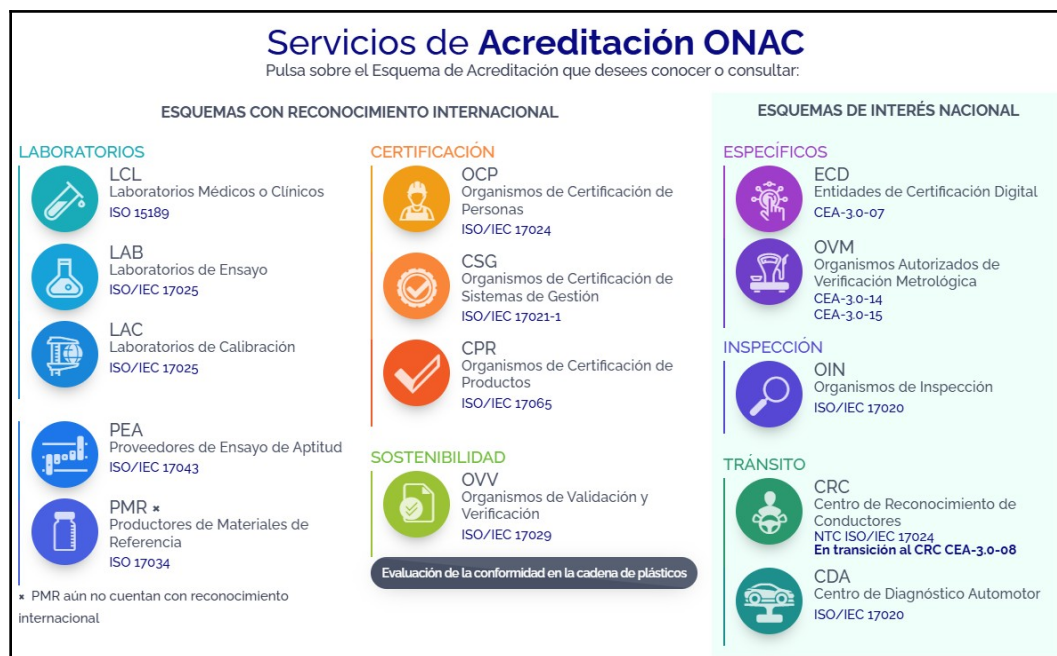 Servicios de Acreditación ONAC
Pulsa sobre el Esquema de Acreditación que desees conocer o consultar:
ESQUEMAS CON RECONOCIMIENTO INTERNACIONAL
LABORATORIOS
LCL
Laboratorios Médicos o Clínicos
ISO 15189
LAB
Laboratorios de Ensayo
ISO/IEC 17025
LAC
Laboratorios de Calibración
ISO/IEC 17025
PEA
Proveedores de Ensayo de Aptitud
ISO/IEC 17043
PMR *
Productores de Materiales de
Referencia
ISO 17034
* PMR aún no cuentan con reconocimiento
internacional
CERTIFICACIÓN
OCP
Organismos de Certificación de
Personas
ISO/IEC 17024
CSG
Organismos de Certificación de
Sistemas de Gestión
ISO/IEC 17021-1
CPR
Organismos de Certificación de
Productos
ISO/IEC 17065
SOSTENIBILIDAD
OVV
Organismos de Validación y
Verificación
ISO/IEC 17029
Evaluación de la conformidad en la cadena de plásticos
ESQUEMAS DE INTERÉS NACIONAL
ESPECÍFICOS
ECD
Entidades de Certificación Digital
CEA-3.0-07
OVM
Organismos Autorizados de
Verificación Metrológica
CEA-3.0-14
CEA-3.0-15
INSPECCIÓN
OIN
Organismos de Inspección
ISO/IEC 17020
TRÁNSITO
CRC
Centro de Reconocimiento de
Conductores
NTC ISO/IEC 17024
En transición al CRC CEA-3.0-08
CDA
Centro de Diagnóstico Automotor
ISO/IEC 17020